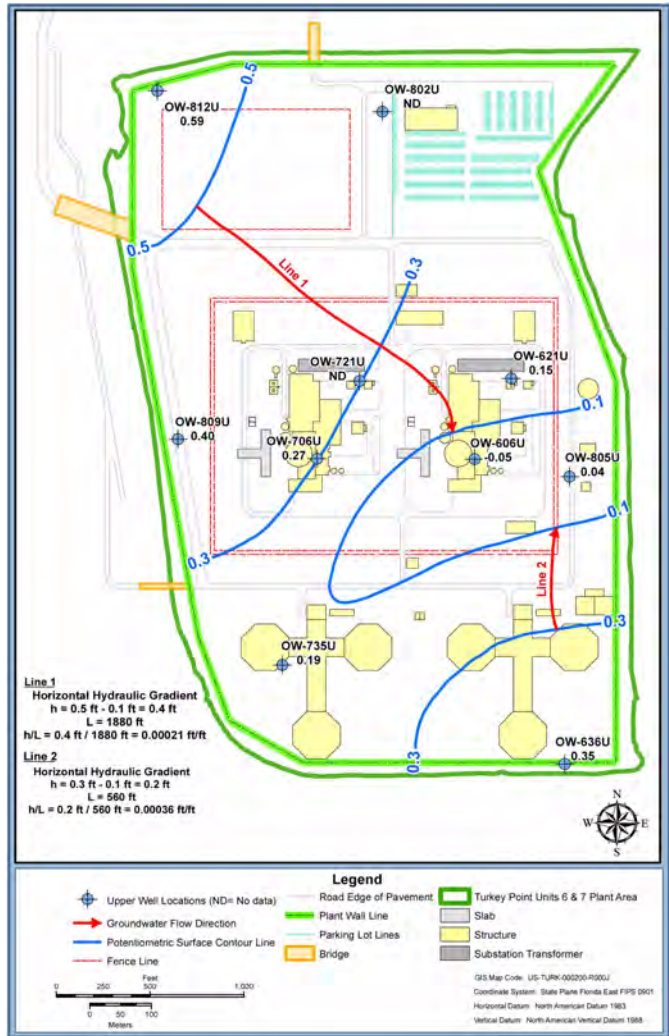 0.5
OW-812U
0.59
OW-802U
ND
0.5
Line 1
0.3
OW-721U
ND
OW-621U
0.15
0.1
OW-809U
0.40
OW-706U
0.27
OW-606U
-0.05
OW-805U
0.04
0.1
0.3
Line 2
0.3
OW-735U
0.19
0.3
OW-636U
0.35
Line 1
Horizontal Hydraulic Gradient
h = 0.5 ft - 0.1 ft = 0.4 ft
L = 1880 ft
h/L = 0.4 ft / 1880 ft = 0.00021 ft/ft
Line 2
Horizontal Hydraulic Gradient
h = 0.3 ft - 0.1 ft = 0.2 ft
L = 560 ft
h/L = 0.2 ft / 560 ft = 0.00036 ft/ft
N
W E
S
Legend
Upper Well Locations (ND= No data)
Groundwater Flow Direction
Potentiometric Surface Contour Line
Fence Line
Road Edge of Pavement
Plant Wall Line
Parking Lot Lines
Bridge
Turkey Point Units 6 & 7 Plant Area
Slab
Structure
Substation Transformer
Feet
0 250 500 1,000
0 50 100
Meters
GIS Map Code: US-TURK-000200-R000J
Coordinate System: State Plane Florida East FIPS 0901
Horizontal Datum: North American Datum 1983
Vertical Datum: North American Vertical Datum 1988